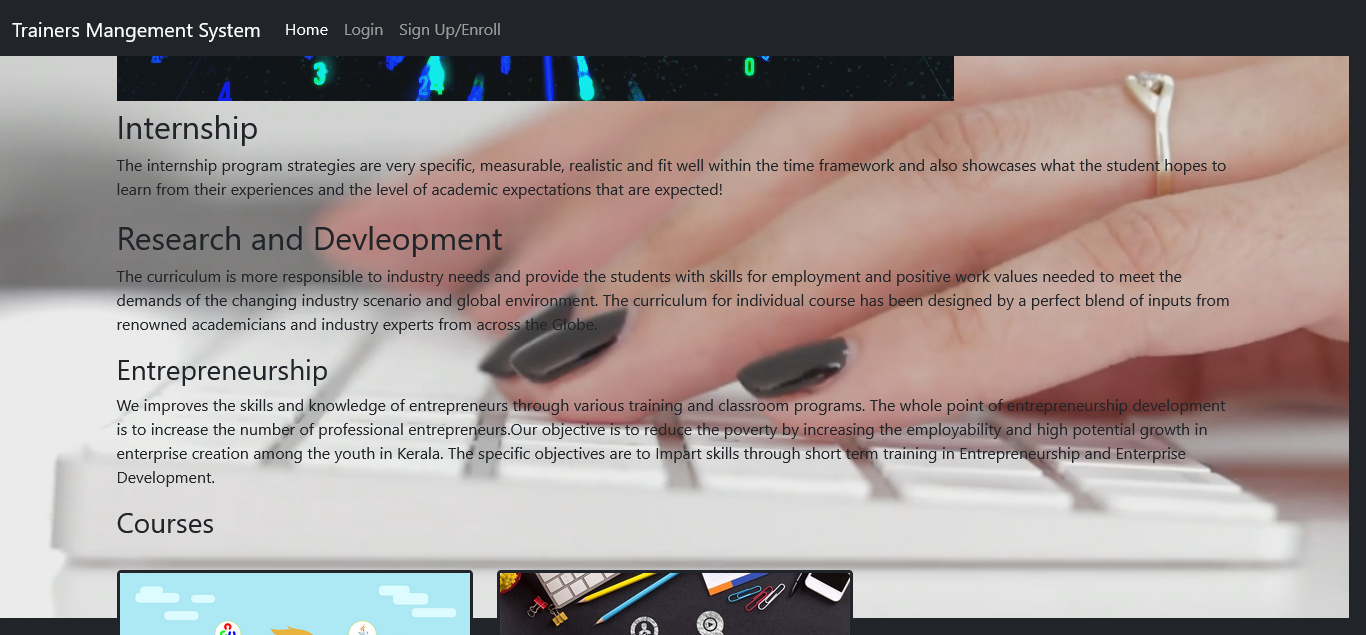 Trainers Mangement System Home Login Sign Up/Enroll
3 2 4 0 4
Internship
The internship program strategies are very specific, measurable, realistic and fit well within the time framework and also showcases what the student hopes to
learn from their experiences and the level of academic expectations that are expected!
Research and Devleopment
The curriculum is more responsible to industry needs and provide the students with skills for employment and positive work values needed to meet the
demands of the changing industry scenario and global environment. The curriculum for individual course has been designed by a perfect blend of inputs from
renowned academicians and industry experts from across the Globe.
Entrepreneurship
We improves the skills and knowledge of entrepreneurs through various training and classroom programs. The whole point of entrepreneurship development
is to increase the number of professional entrepreneurs.Our objective is to reduce the poverty by increasing the employability and high potential growth in
enterprise creation among the youth in Kerala. The specific objectives are to Impart skills through short term training in Entrepreneurship and Enterprise
Development.
Courses